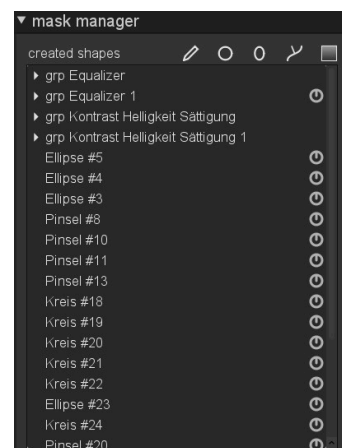 mask manager
created shapes
grp Equalizer
grp Equalizer 1
grp Kontrast Helligkeit Sättigung
grp Kontrast Helligkeit Sättigung 1
Ellipse #5
Ellipse #4
Ellipse #3
Pinsel #8
Pinsel #10
Pinsel #11
Pinsel #13
Kreis #18
Kreis #19
Kreis #20
Kreis #21
Kreis #22
Ellipse #23
Kreis #24
Pinsel #20